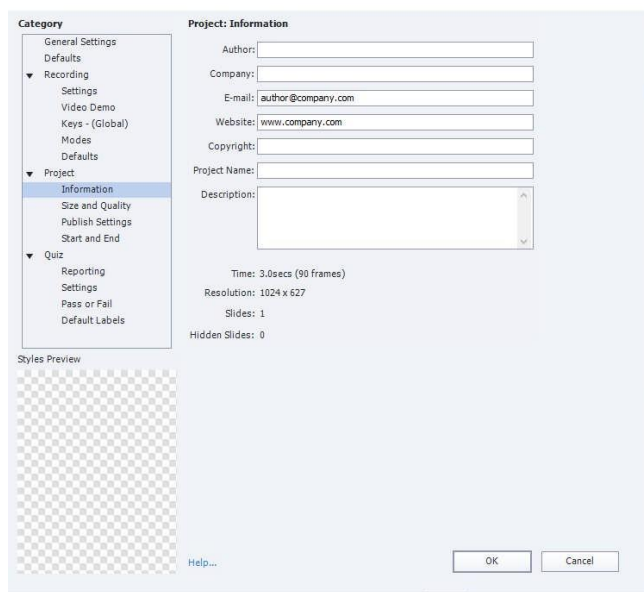 Category
General Settings
Defaults
Recording
Settings
Video Demo
Keys - (Global)
Modes
Defaults
Project
Information
Size and Quality
Publish Settings
Start and End
Quiz
Reporting
Settings
Pass or Fail
Default Labels
Styles Preview
Project: Information
Author:
Company:
E-mail: author@company.com
Website: www.company.com
Copyright:
Project Name:
Description:
Time: 3.0secs (90 frames)
Resolution: 1024 x 627
Slides: 1
Hidden Slides: 0
Help...
OK
Cancel